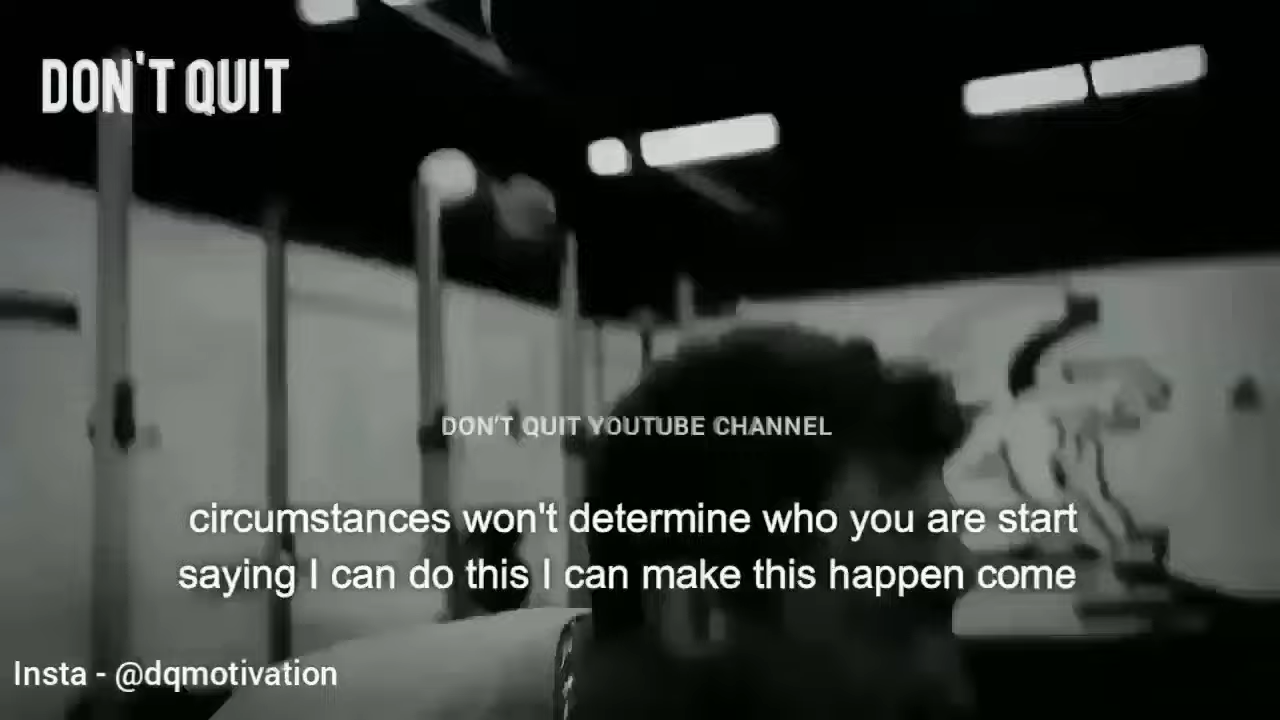 DON'T QUIT
DON'T QUIT YOUTUBE CHANNEL
circumstances won't determine who you are start
saying I can do this I can make this happen come
Insta - @dqmotivation